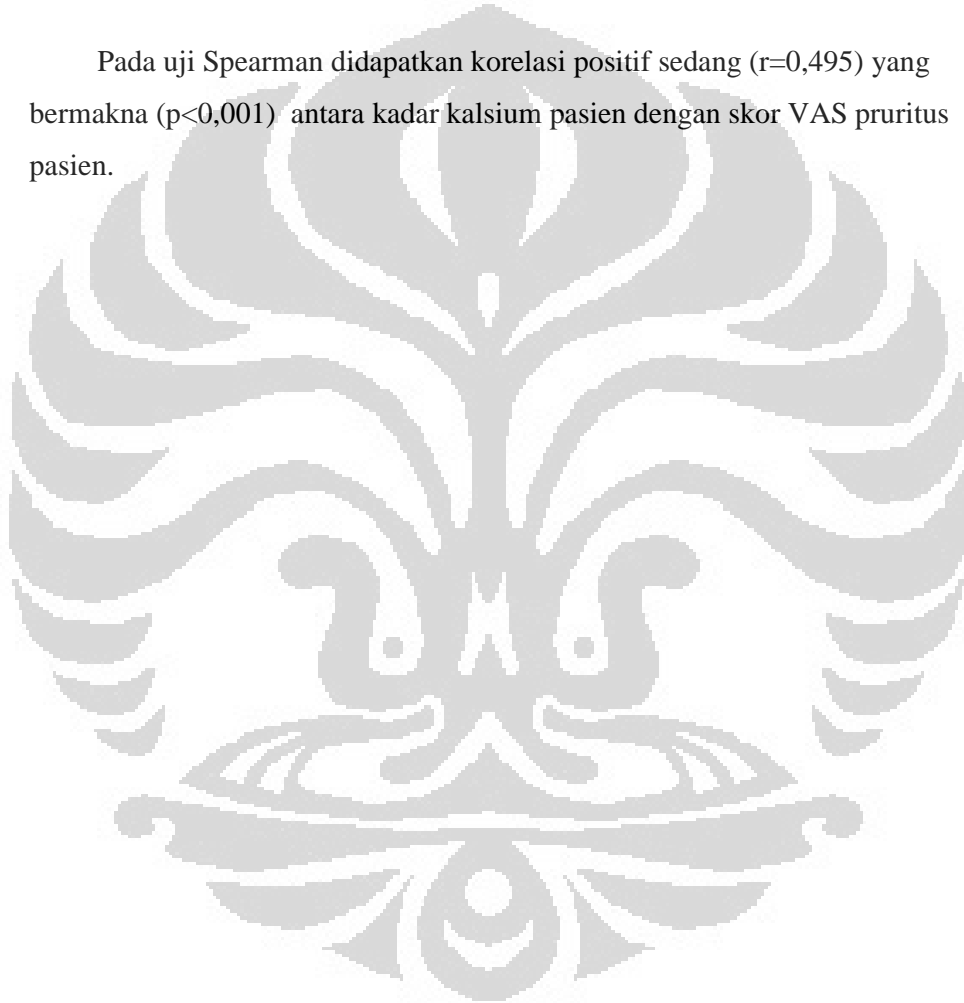 Pada uji Spearman didapatkan korelasi positif sedang (r=0,495) yang
bermakna (p<0,001)  antara kadar kalsium pasien dengan skor VAS pruritus
pasien.